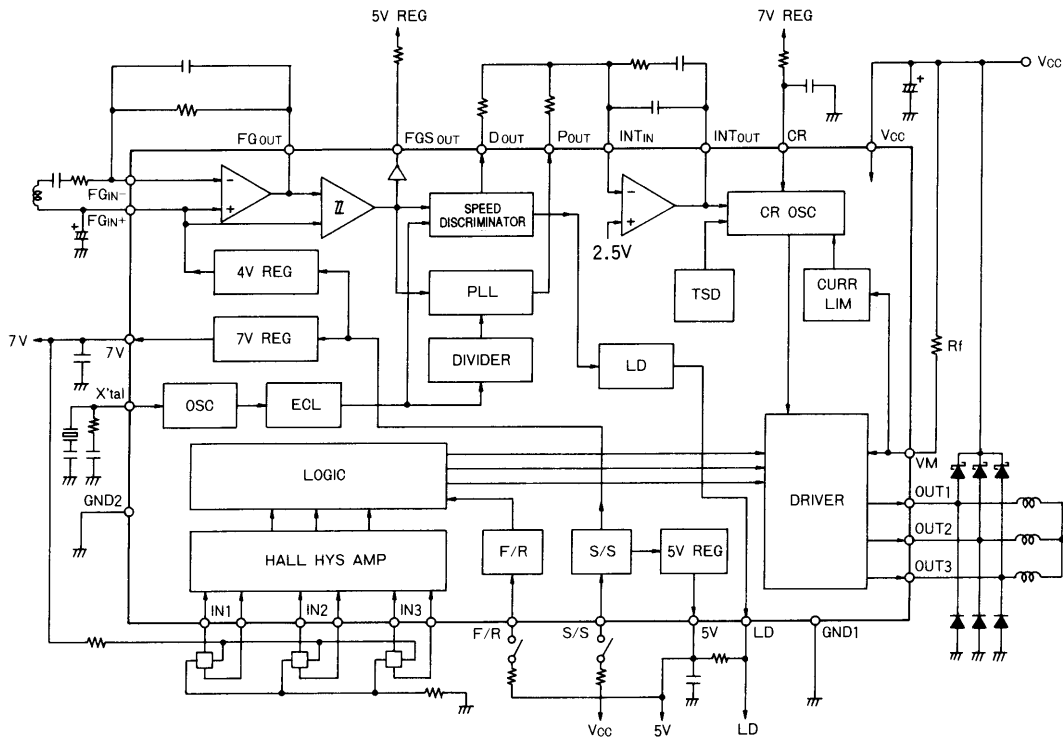 5V REG
7V REG
VCC
FGOUT
FGS OUT
DOUT
POUT
INTIN
INTOUT
CR
VCC
FGIN−
FGIN+
−
+
SPEED
DISCRIMINATOR
−
+
2.5V
CR OSC
4V REG
PLL
TSD
CURR
LIM
7V
7V
7V REG
DIVIDER
LD
Rf
X'tal
OSC
ECL
VM
LOGIC
DRIVER
OUT1
GND2
F/R
S/S
5V REG
OUT2
HALL HYS AMP
OUT3
IN1
IN2
IN3
F/R
S/S
5V
LD
GND1
VCC
5V
LD